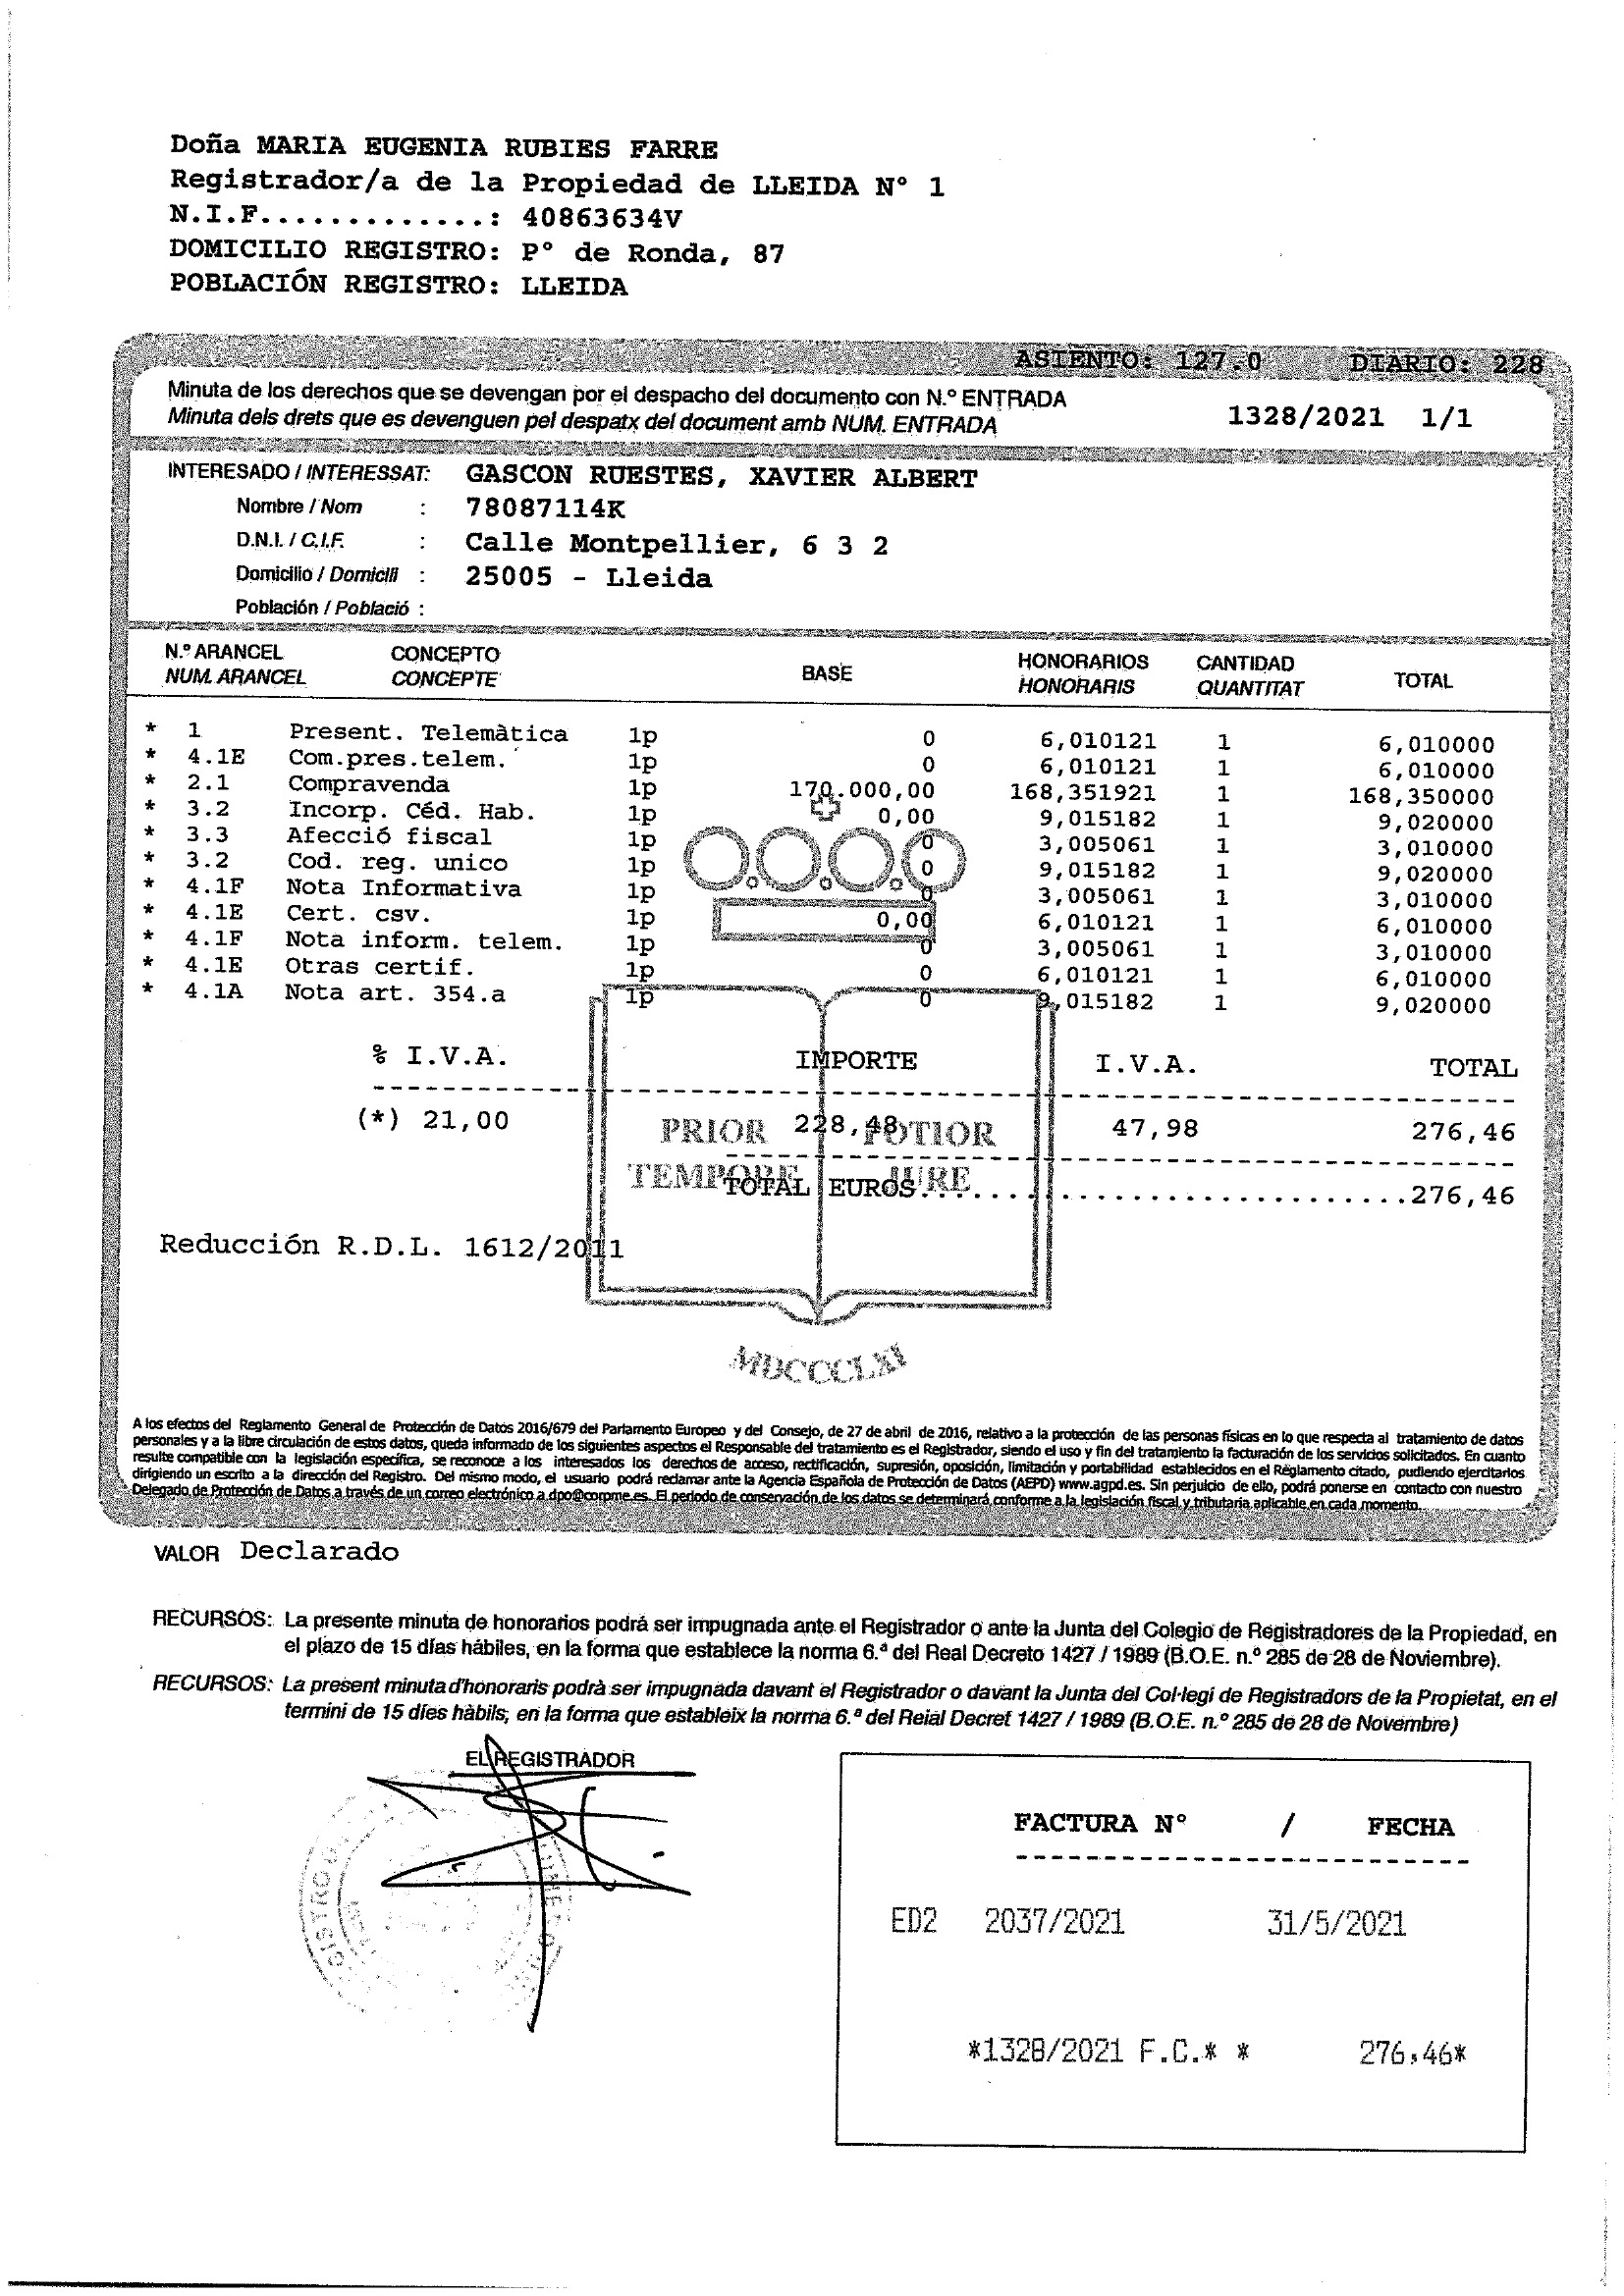 Doña MARIA EUGENIA RUBIES FARRE
Registrador/a de la Propiedad de LLEIDA Nº 1
N.I.F.............: 40863634V
DOMICILIO REGISTRO: Pº de Ronda, 87
POBLACIÓN REGISTRO: LLEIDA
ASIENTO: 127.0 DIARIO: 228
Minuta de los derechos que se devengan por el despacho del documento con N.º ENTRADA
Minuta dels drets que es devenguen pel despatx del document amb NUM. ENTRADA
1328/2021 1/1
INTERESADO / INTERESSAT: GASCON RUESTES, XAVIER ALBERT
Nombre / Nom : 78087114K
D.N.I. / C.I.F. : Calle Montpellier, 6 3 2
Domicilio / Domicili : 25005 - Lleida
Población / Població :
N.º ARANCEL CONCEPTO BASE HONORARIOS CANTIDAD TOTAL
NUM. ARANCEL CONCEPTE HONORARIS QUANTITAT
* 1 Present. Telemàtica 1p 0 6,010121 1 6,010000
* 4.1E Com.pres.telem. 1p 0 6,010121 1 6,010000
* 2.1 Compravenda 1p 170.000,00 168,351921 1 168,350000
* 3.2 Incorp. Céd. Hab. 1p 0,00 9,015182 1 9,020000
* 3.3 Afecció fiscal 1p 0 3,005061 1 3,010000
* 3.2 Cod. reg. unico 1p 0 9,015182 1 9,020000
* 4.1F Nota Informativa 1p 0 3,005061 1 3,010000
* 4.1E Cert. csv. 1p 0,00 6,010121 1 6,010000
* 4.1F Nota inform. telem. 1p 0 3,005061 1 3,010000
* 4.1E Otras certif. 1p 0 6,010121 1 6,010000
* 4.1A Nota art. 354.a 1p 0 9,015182 1 9,020000
% I.V.A. IMPORTE I.V.A. TOTAL
(*) 21,00 228,48 47,98 276,46
PRIOR POTIOR
TEMPORE JURE
TOTAL EUROS..................................276,46
Reducción R.D.L. 1612/2011
MDCCCLXI
A los efectos del Reglamento General de Protección de Datos 2016/679 del Parlamento Europeo y del Consejo, de 27 de abril de 2016, relativo a la protección de las personas físicas en lo que respecta al tratamiento de datos
personales y a la libre circulación de estos datos, queda informado de los siguientes aspectos el Responsable del tratamiento es el Registrador, siendo el uso y fin del tratamiento la facturación de los servicios solicitados. En cuanto
resulte compatible con la legislación específica, se reconoce a los interesados los derechos de acceso, rectificación, supresión, oposición, limitación y portabilidad establecidos en el Reglamento citado, pudiendo ejercitarlos
dirigiendo un escrito a la dirección del Registro. Del mismo modo, el usuario podrá reclamar ante la Agencia Española de Protección de Datos (AEPD) www.agpd.es. Sin perjuicio de ello, podrá ponerse en contacto con nuestro
Delegado de Protección de Datos a través de un correo electrónico a dpo@corpme.es. El periodo de conservación de los datos se determinará conforme a la legislación fiscal y tributaria aplicable en cada momento.
VALOR Declarado
RECURSOS: La presente minuta de honorarios podrá ser impugnada ante el Registrador o ante la Junta del Colegio de Registradores de la Propiedad, en
el plazo de 15 días hábiles, en la forma que establece la norma 6.ª del Real Decreto 1427 / 1989 (B.O.E. n.º 285 de 28 de Noviembre).
RECURSOS: La present minuta d'honoraris podrà ser impugnada davant el Registrador o davant la Junta del Col·legi de Registradors de la Propietat, en el
termini de 15 díes hàbils, en la forma que estableix la norma 6.ª del Reial Decret 1427 / 1989 (B.O.E. n.º 285 de 28 de Novembre)
EL REGISTRADOR
FACTURA Nº / FECHA
ED2 2037/2021 31/5/2021
*1328/2021 F.C.* * 276,46*